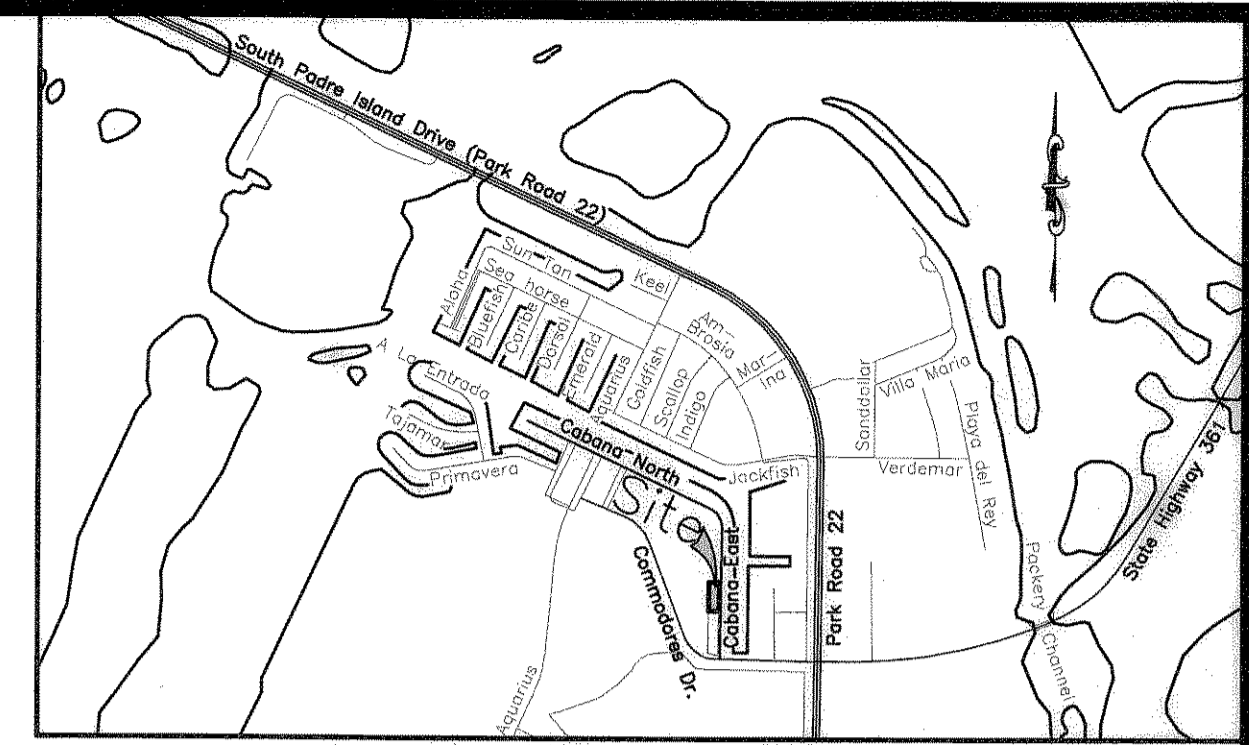 South Padre Island Drive (Park Road 22)
Sun-Tan
Keel
Sea horse
Aloha
Bluefish
Caribe
Dorsal
Emerald
Aquarius
Goldfish
Scallop
Indigo
Am-
Brosia
Mar-
ina
Sanddollar
Villa Maria
Playa del Rey
Verdemar
State Highway 361
A La Entrada
Tajamar
Primavera
Cabana-North
Jackfish
Site
Cabana-East
Park Road 22
Commodores Dr.
Packery Channel
Aquarius